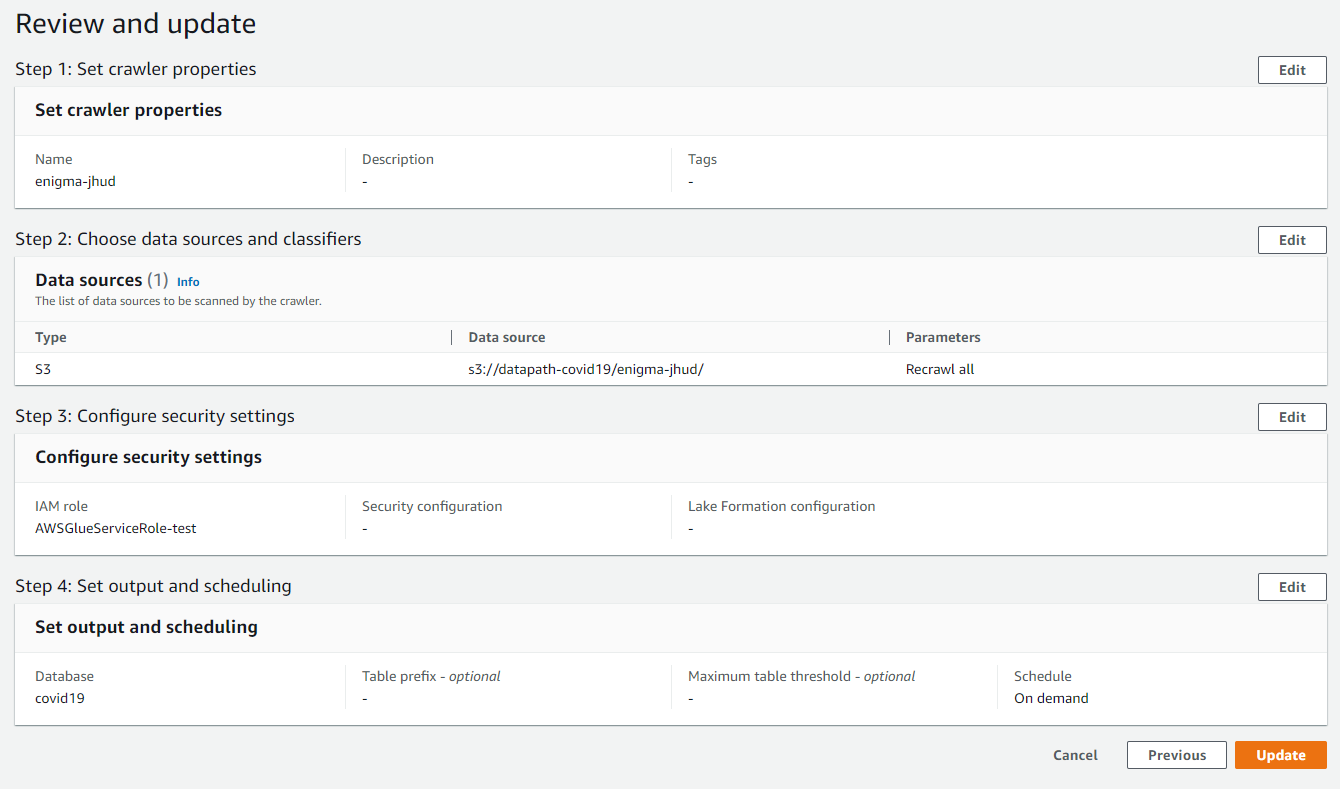 Review and update
Step 1: Set crawler properties
Edit
Set crawler properties
Name
Description
Tags
enigma-jhud
-
-
Step 2: Choose data sources and classifiers
Edit
Data sources (1) Info
The list of data sources to be scanned by the crawler.
Type
Data source
Parameters
S3
s3://datapath-covid19/enigma-jhud/
Recrawl all
Step 3: Configure security settings
Edit
Configure security settings
IAM role
Security configuration
Lake Formation configuration
AWSGlueServiceRole-test
-
-
Step 4: Set output and scheduling
Edit
Set output and scheduling
Database
Table prefix - optional
Maximum table threshold - optional
Schedule
covid19
-
-
On demand
Cancel
Previous
Update